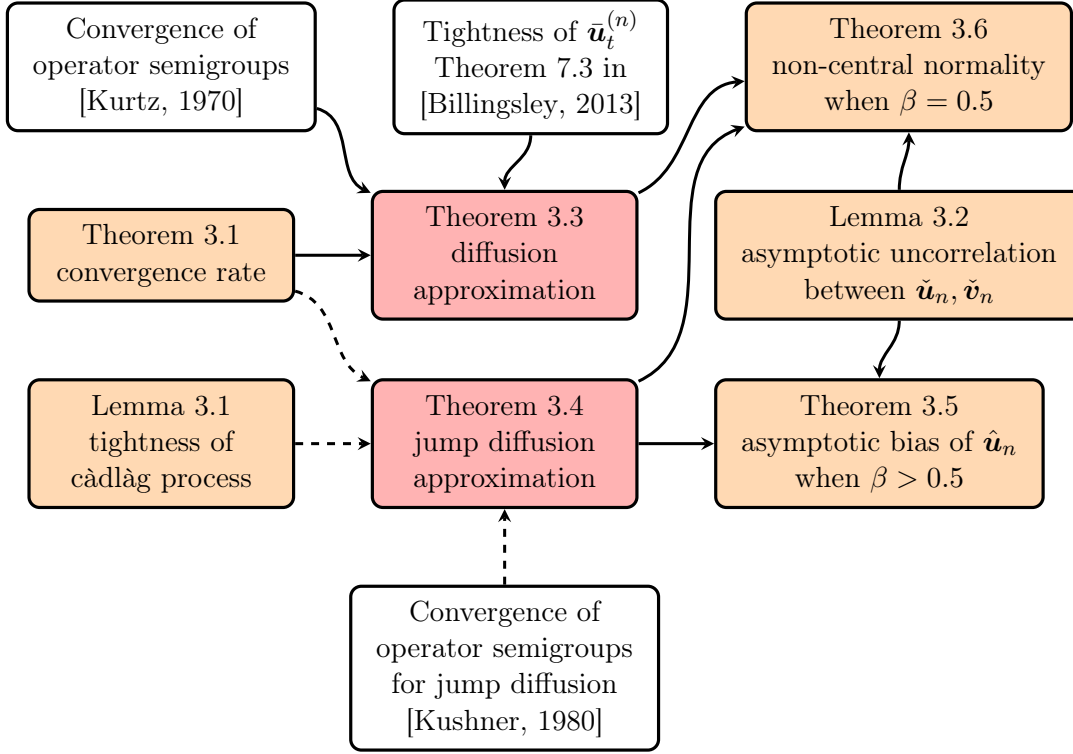 Convergence of
operator semigroups
[Kurtz, 1970]
Tightness of $\bar{\boldsymbol{u}}_t^{(n)}$
Theorem 7.3 in
[Billingsley, 2013]
Theorem 3.6
non-central normality
when β = 0.5
Theorem 3.1
convergence rate
Theorem 3.3
diffusion
approximation
Lemma 3.2
asymptotic uncorrelation
between $\check{\boldsymbol{u}}_n, \check{\boldsymbol{v}}_n$
Lemma 3.1
tightness of
càdlàg process
Theorem 3.4
jump diffusion
approximation
Theorem 3.5
asymptotic bias of $\hat{\boldsymbol{u}}_n$
when β > 0.5
Convergence of
operator semigroups
for jump diffusion
[Kushner, 1980]